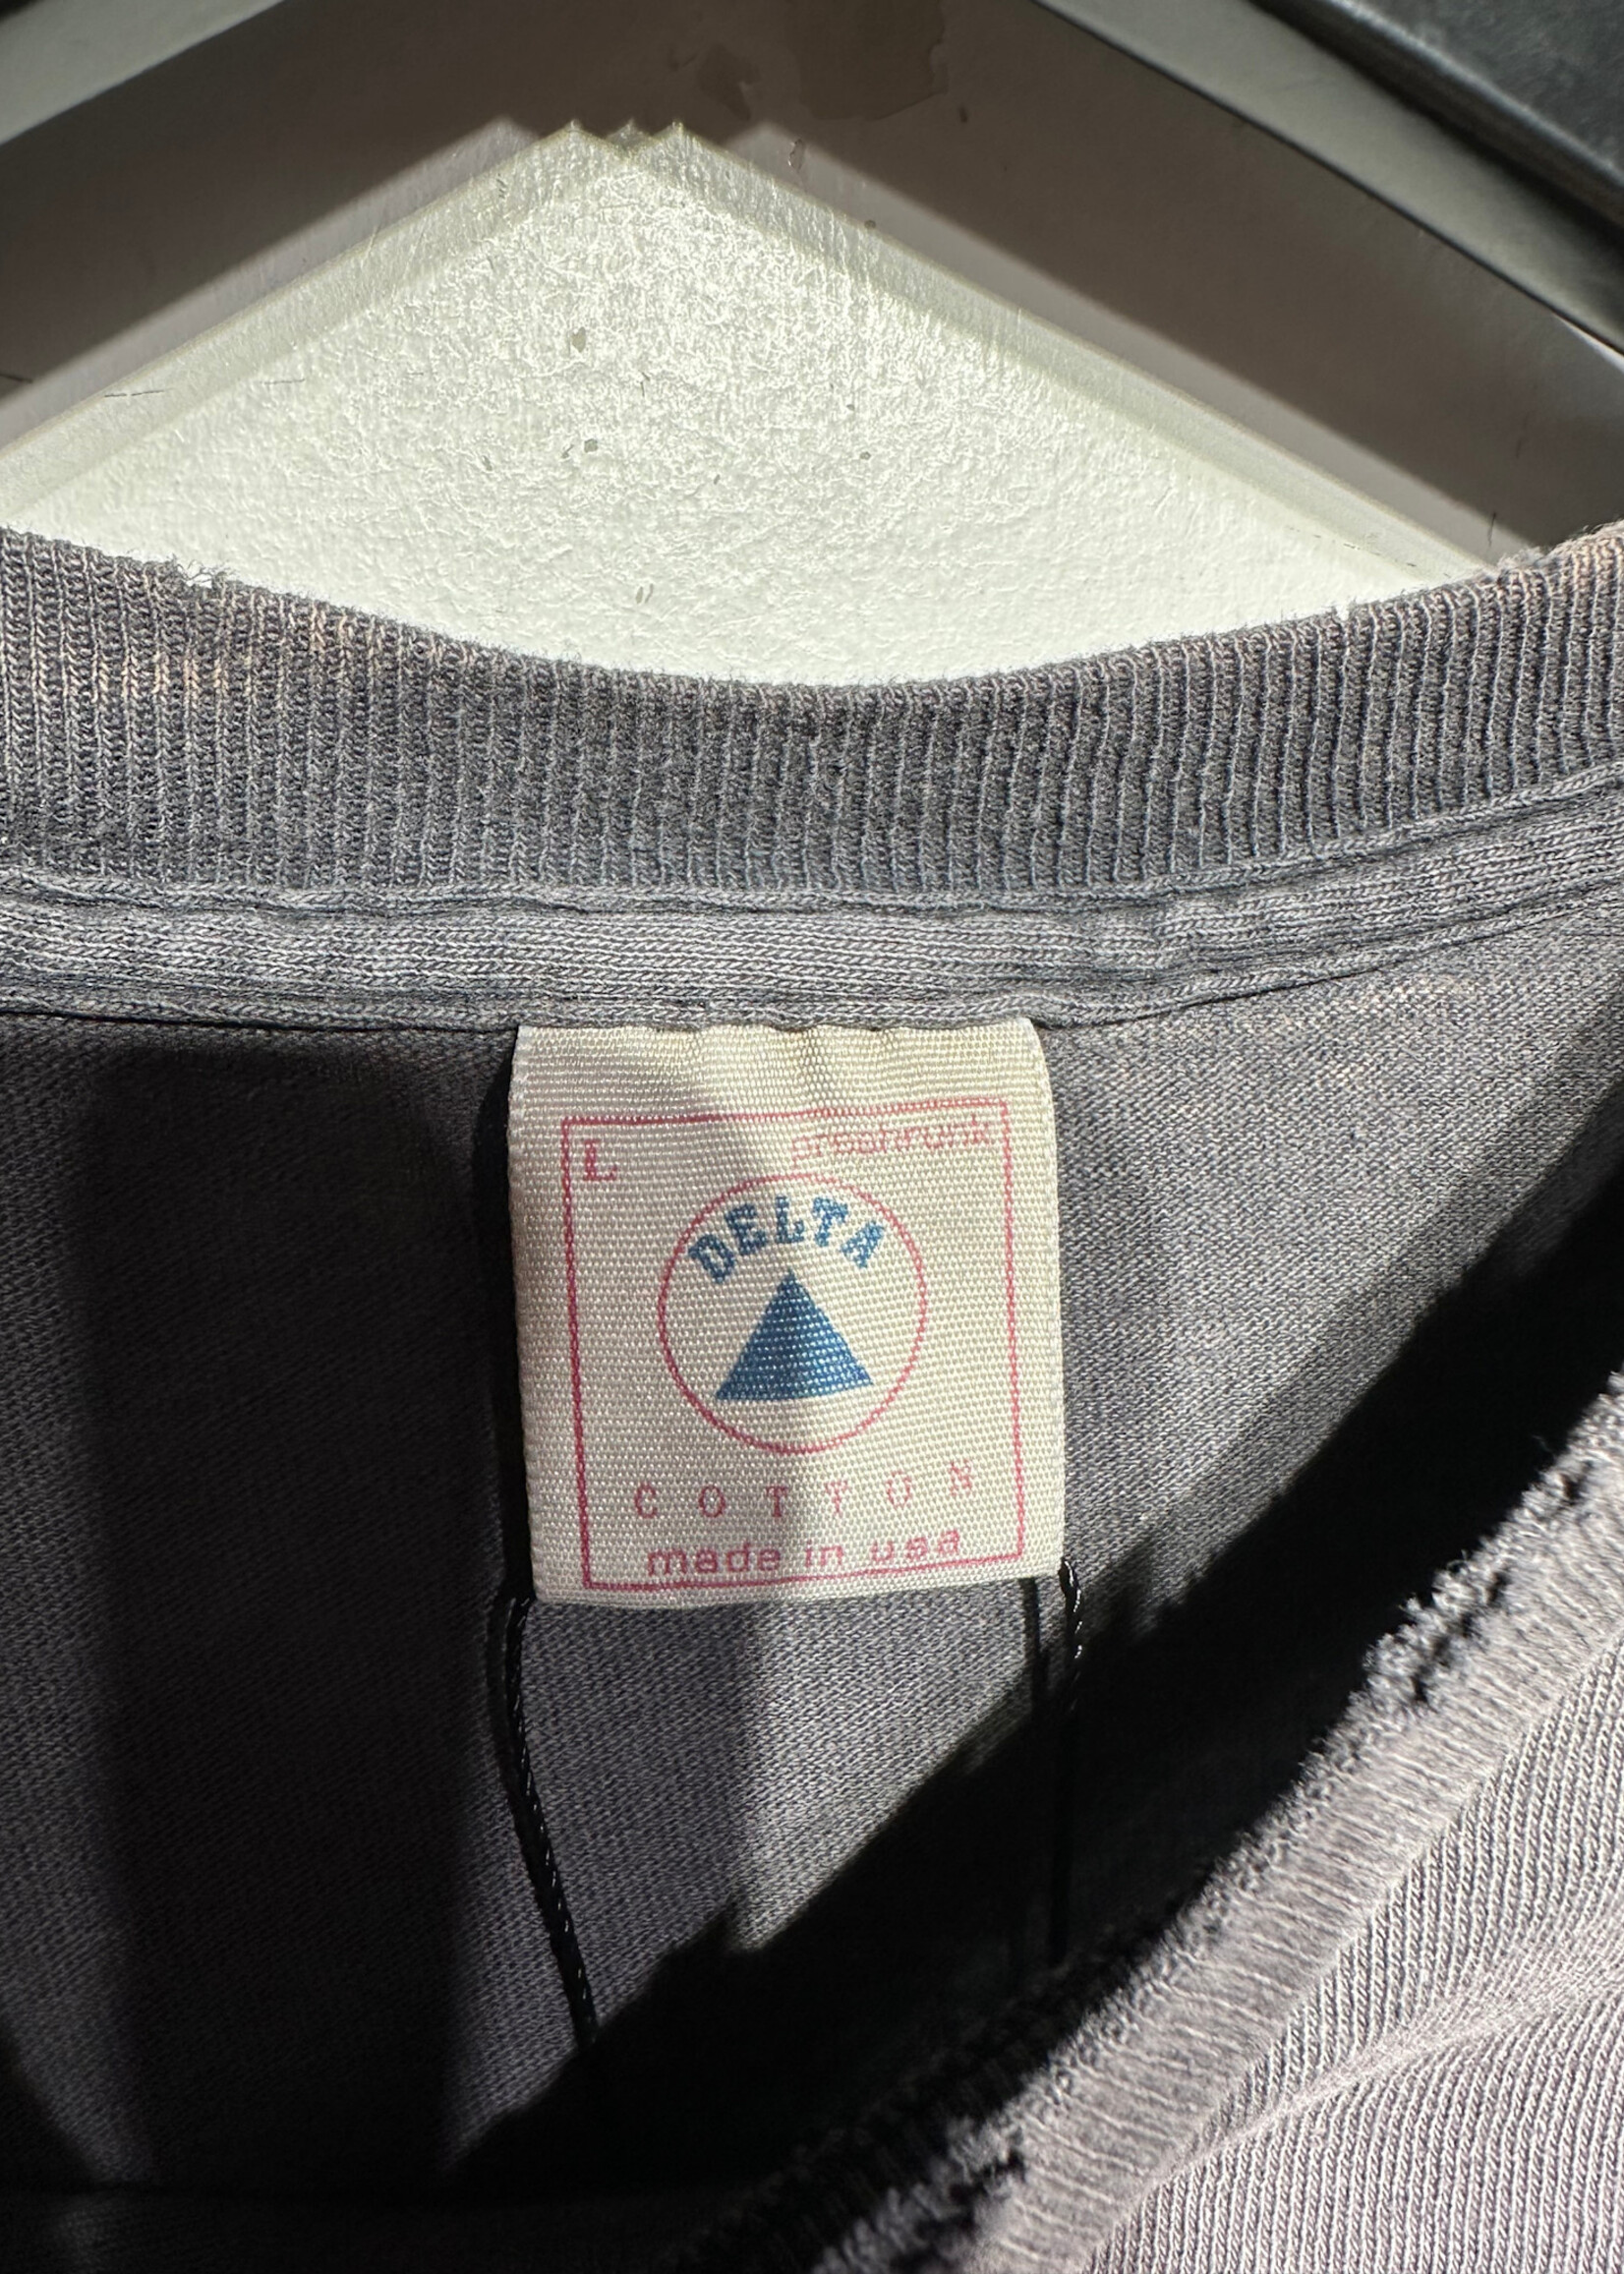 L preshrunk
DELTA
COTTON
made in usa